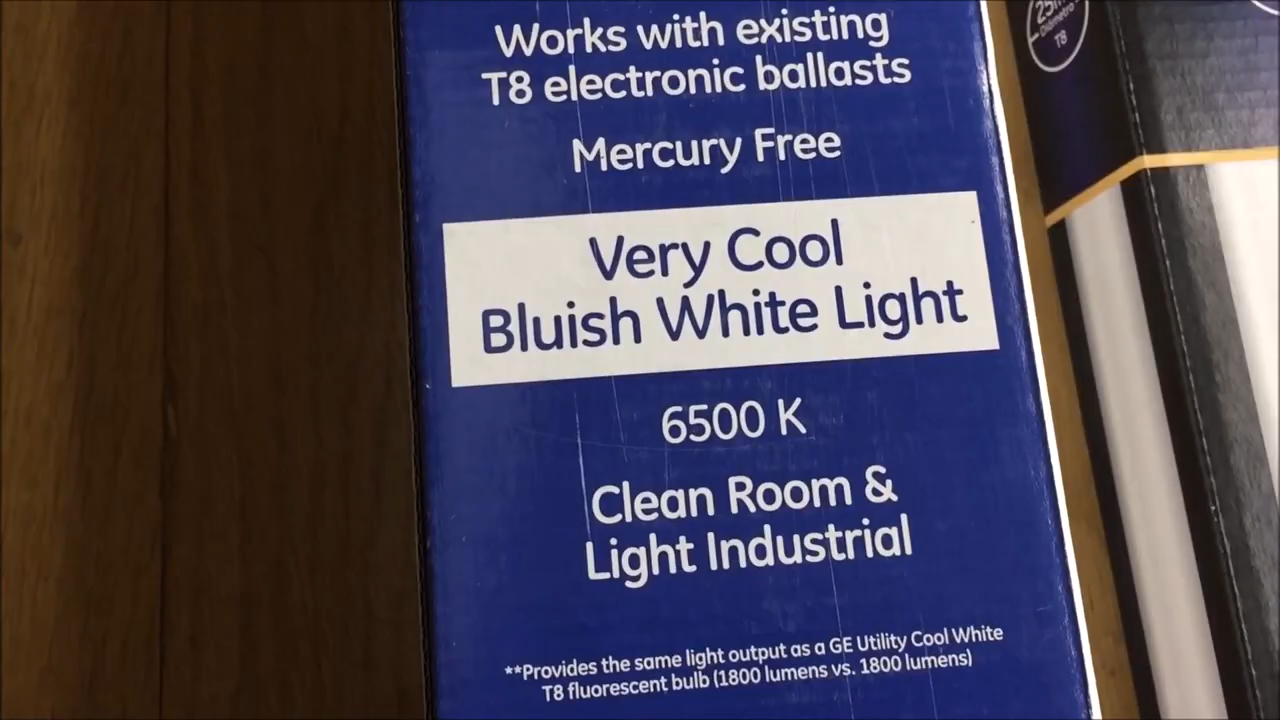 Works with existing
T8 electronic ballasts
Mercury Free
Very Cool
Bluish White Light
6500 K
Clean Room &
Light Industrial
**Provides the same light output as a GE Utility Cool White
T8 fluorescent bulb (1800 lumens vs. 1800 lumens)
T8